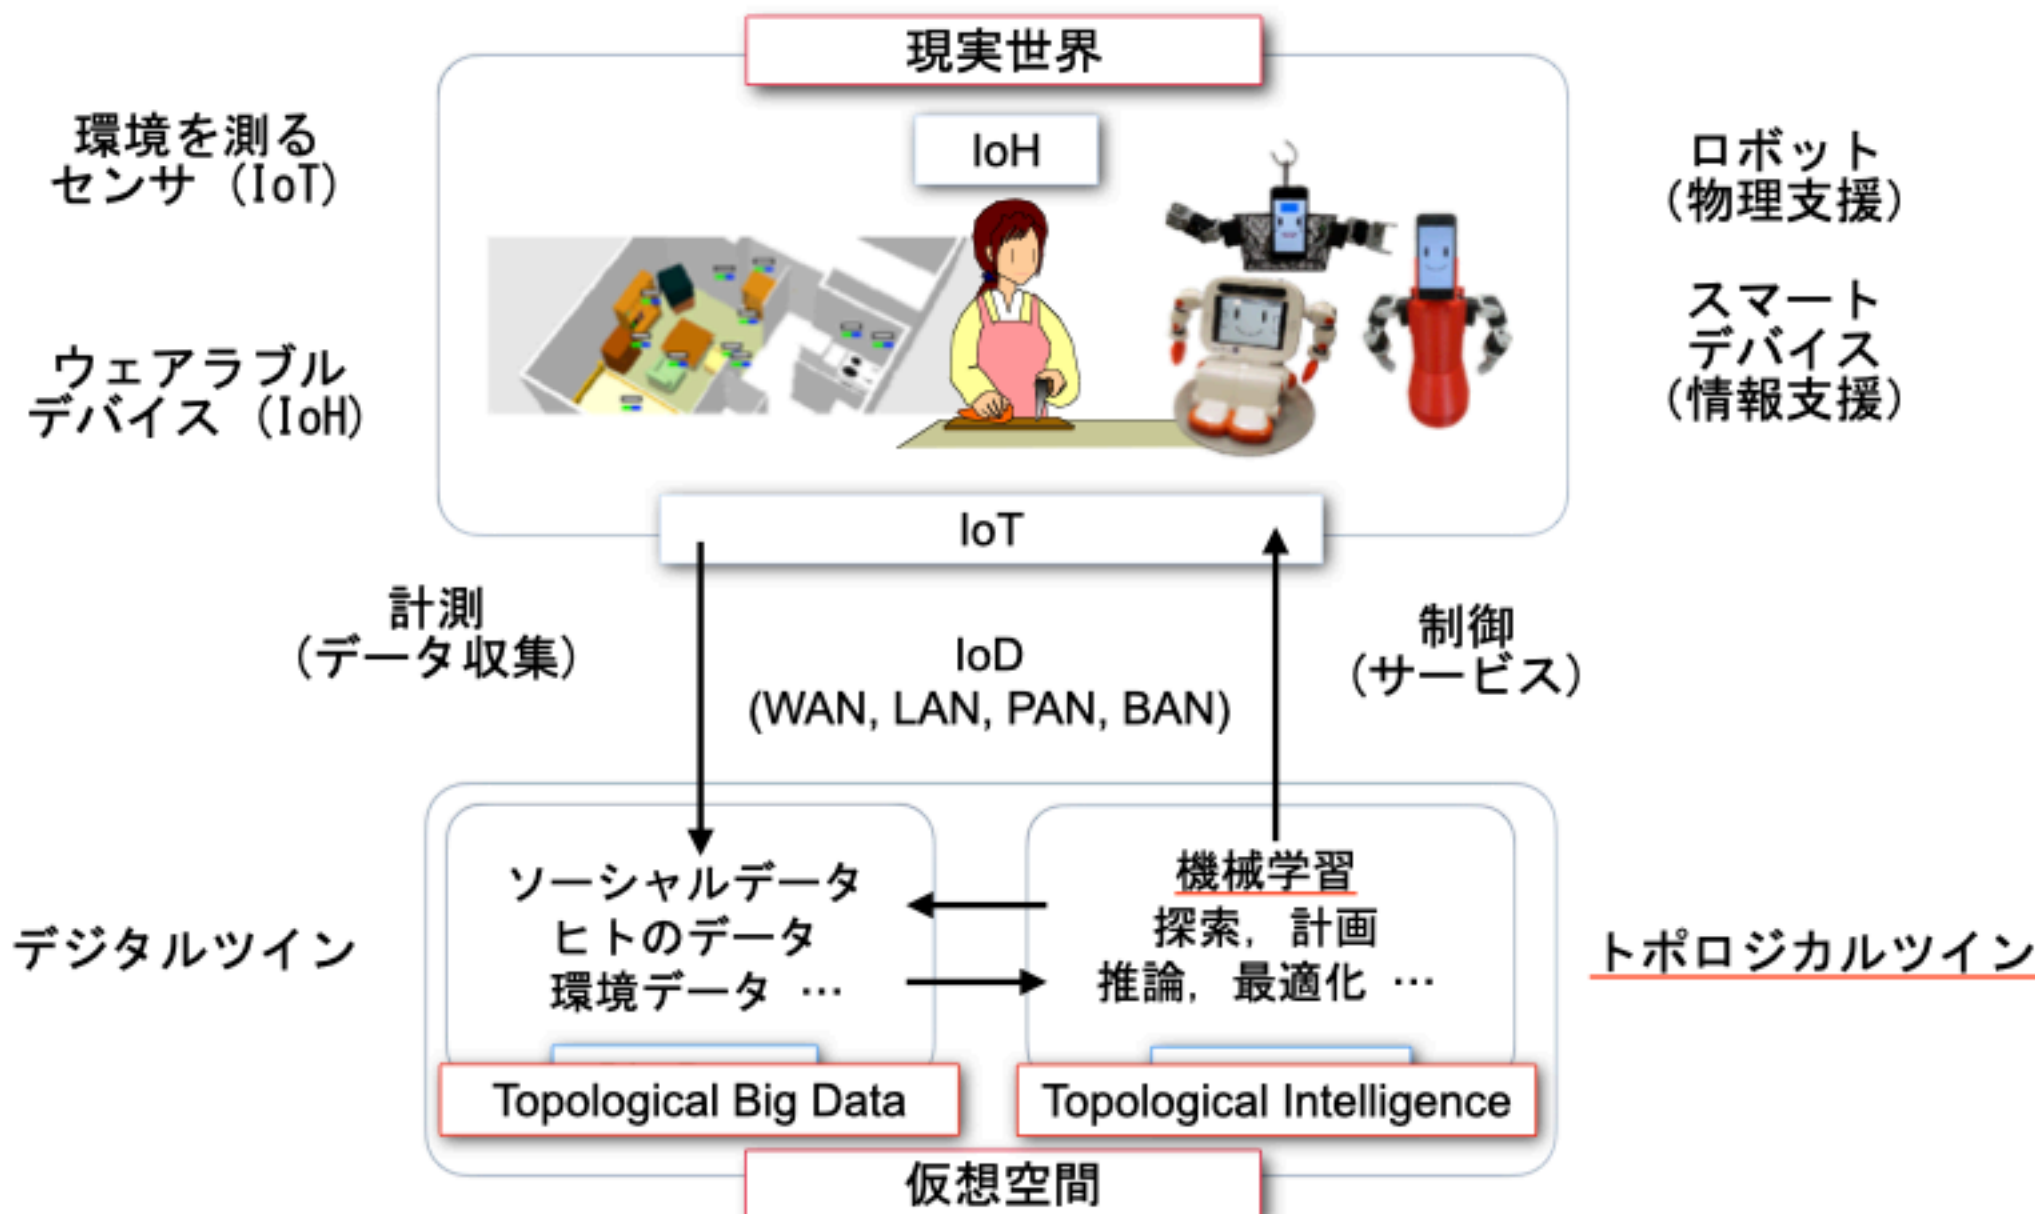 現実世界
IoH
環境を測る
センサ (IoT)
ウェアラブル
デバイス (IoH)
ロボット
(物理支援)
スマート
デバイス
(情報支援)
IoT
計測
(データ収集)
IoD
(WAN, LAN, PAN, BAN)
制御
(サービス)
デジタルツイン
ソーシャルデータ
ヒトのデータ
環境データ …
機械学習
探索, 計画
推論, 最適化 …
トポロジカルツイン
Topological Big Data
Topological Intelligence
仮想空間